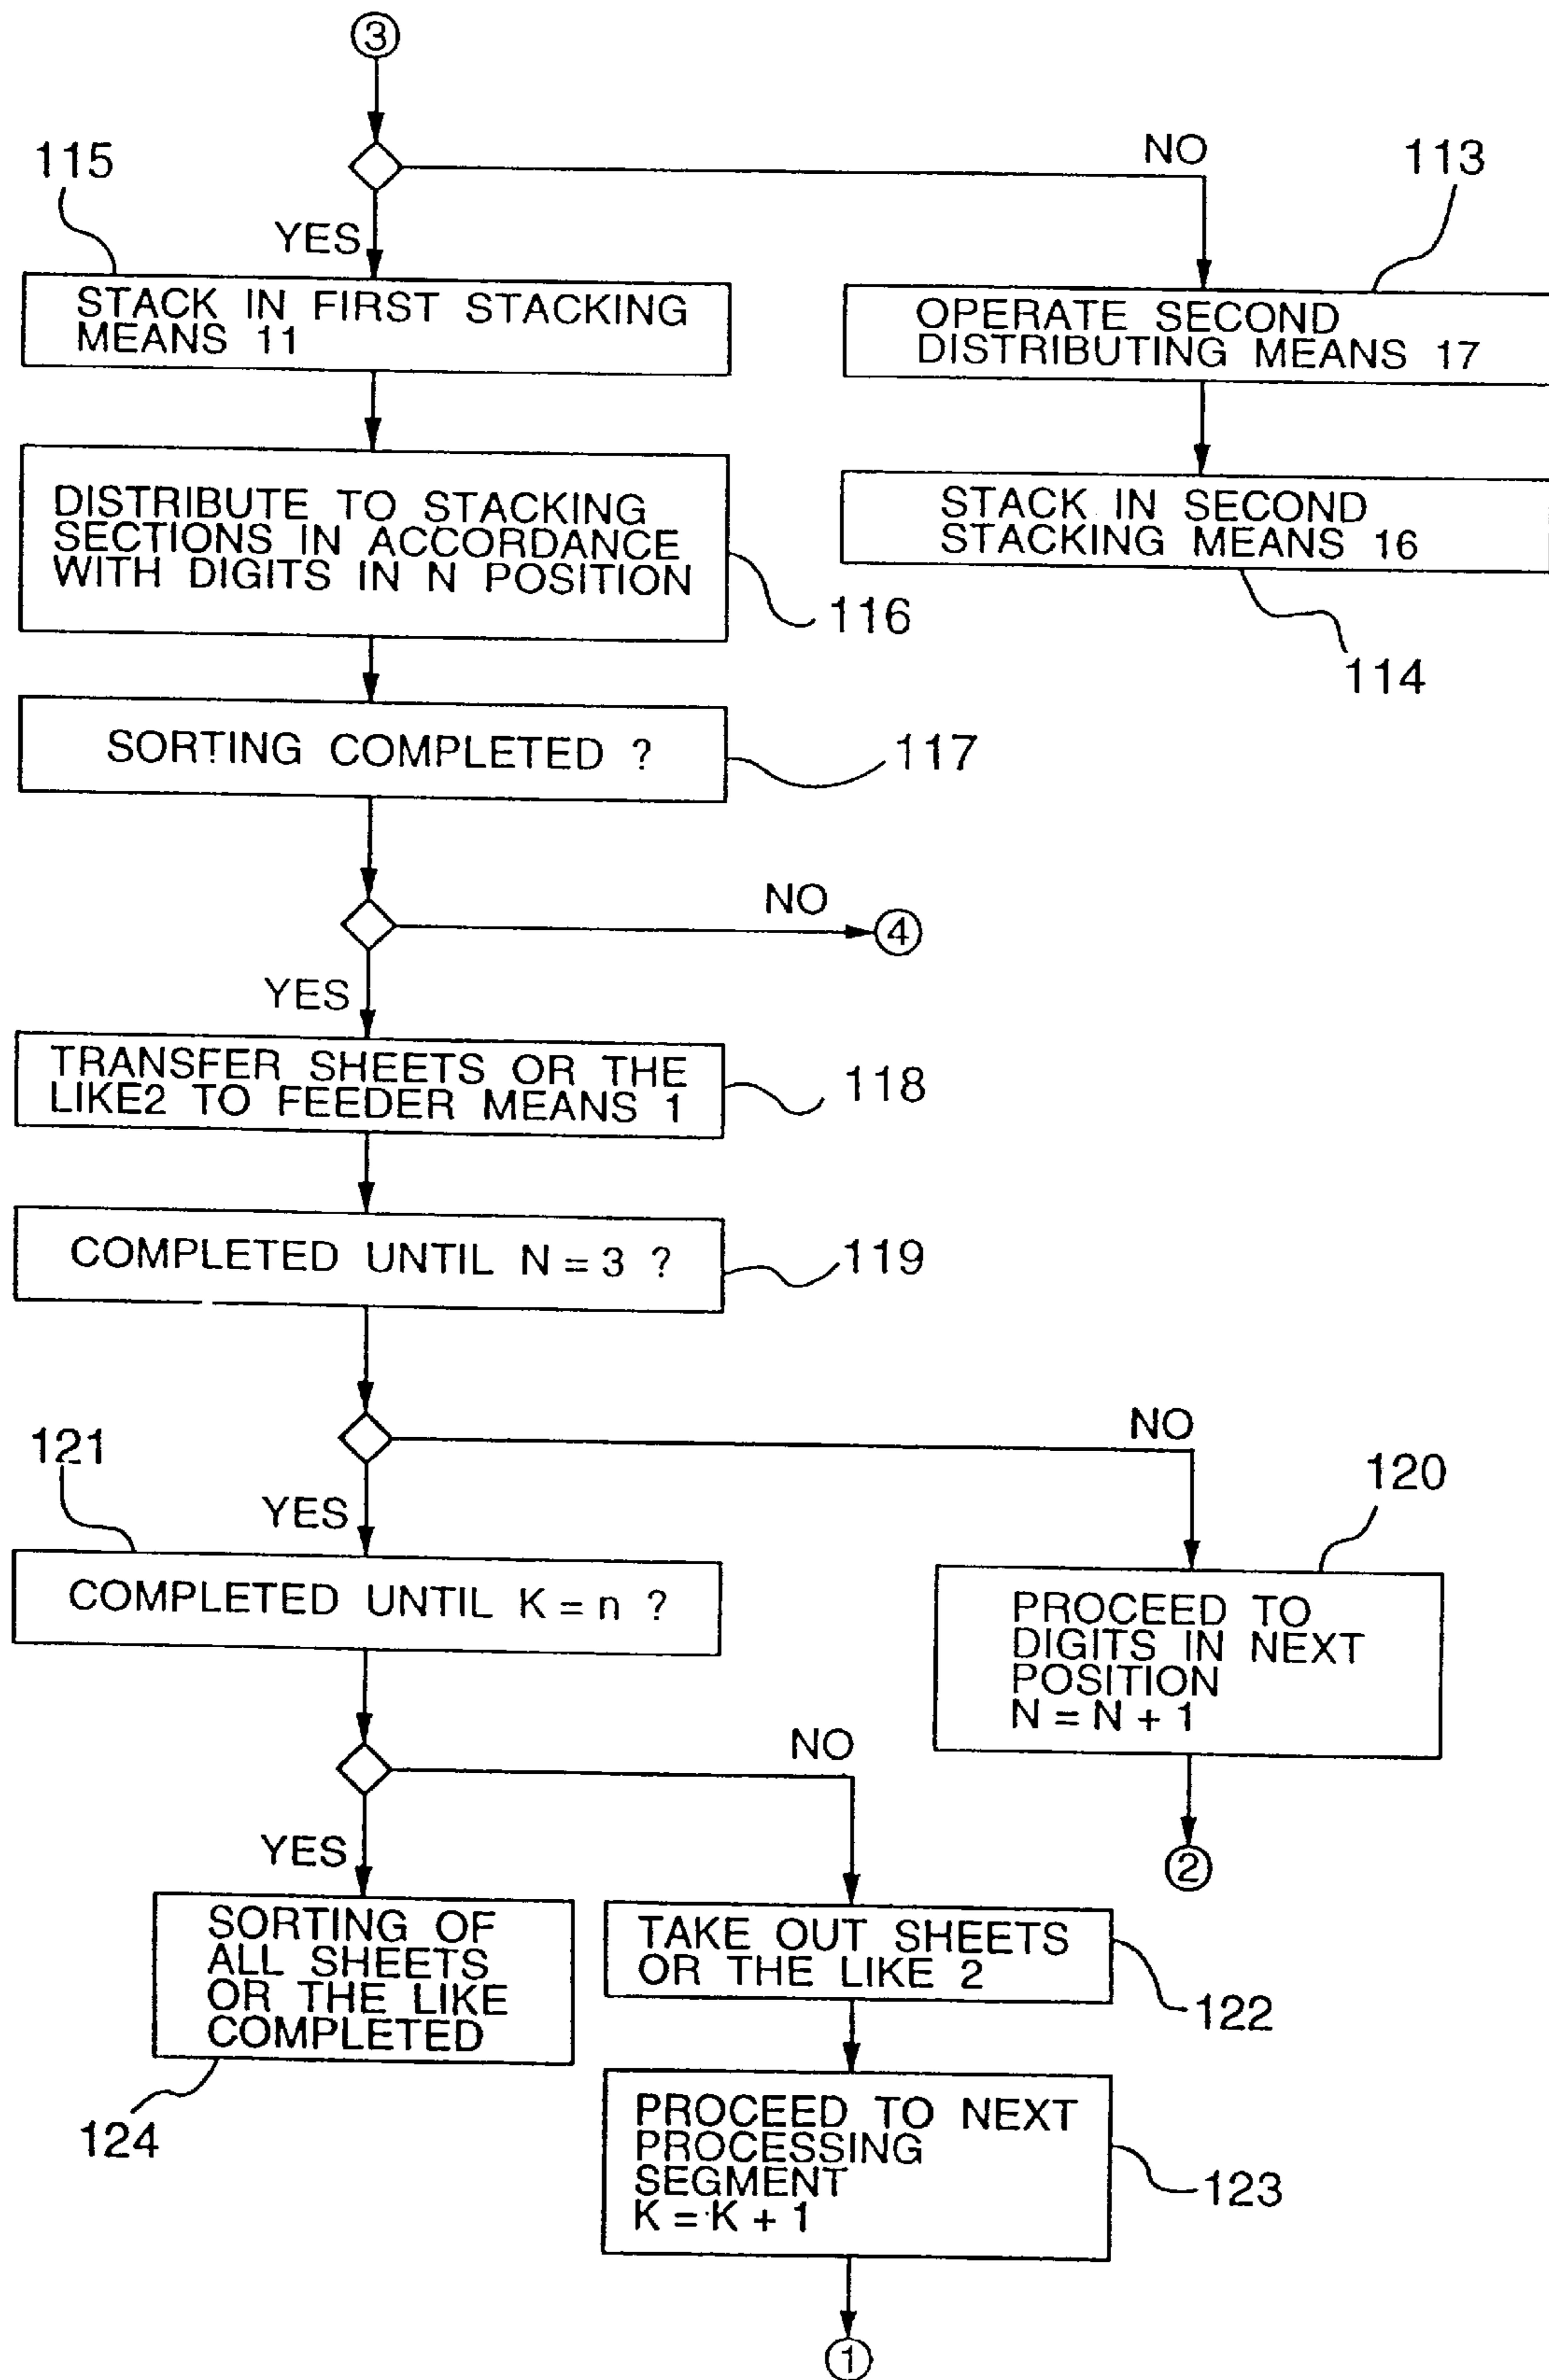 3
NO
113
115
YES
STACK IN FIRST STACKING
MEANS 11
OPERATE SECOND
DISTRIBUTING MEANS 17
DISTRIBUTE TO STACKING
SECTIONS IN ACCORDANCE
WITH DIGITS IN N POSITION
116
STACK IN SECOND
STACKING MEANS 16
114
SORTING COMPLETED ?
117
NO
4
YES
TRANSFER SHEETS OR THE
LIKE2 TO FEEDER MEANS 1
118
COMPLETED UNTIL N = 3 ?
119
NO
121
YES
120
COMPLETED UNTIL K = n ?
PROCEED TO
DIGITS IN NEXT
POSITION
N = N + 1
2
NO
YES
SORTING OF
ALL SHEETS
OR THE LIKE
COMPLETED
124
TAKE OUT SHEETS
OR THE LIKE 2
122
PROCEED TO NEXT
PROCESSING
SEGMENT
K = K + 1
123
1